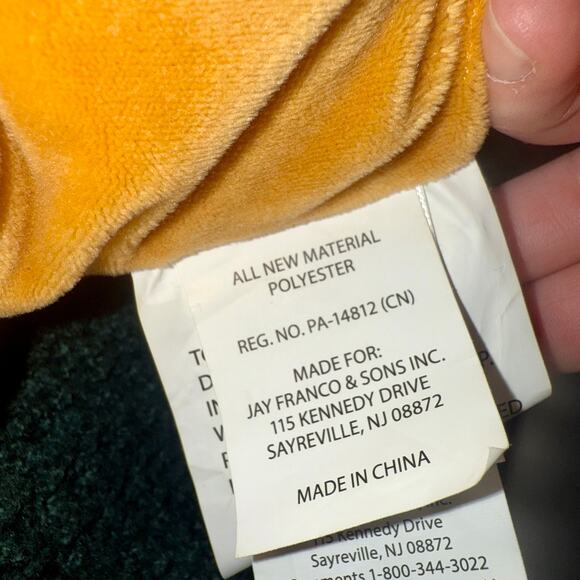 ALL NEW MATERIAL
POLYESTER
REG. NO. PA-14812 (CN)
MADE FOR:
JAY FRANCO & SONS INC.
115 KENNEDY DRIVE
SAYREVILLE, NJ 08872
MADE IN CHINA
115 Kennedy Drive
Sayreville, NJ 08872
1-800-344-3022